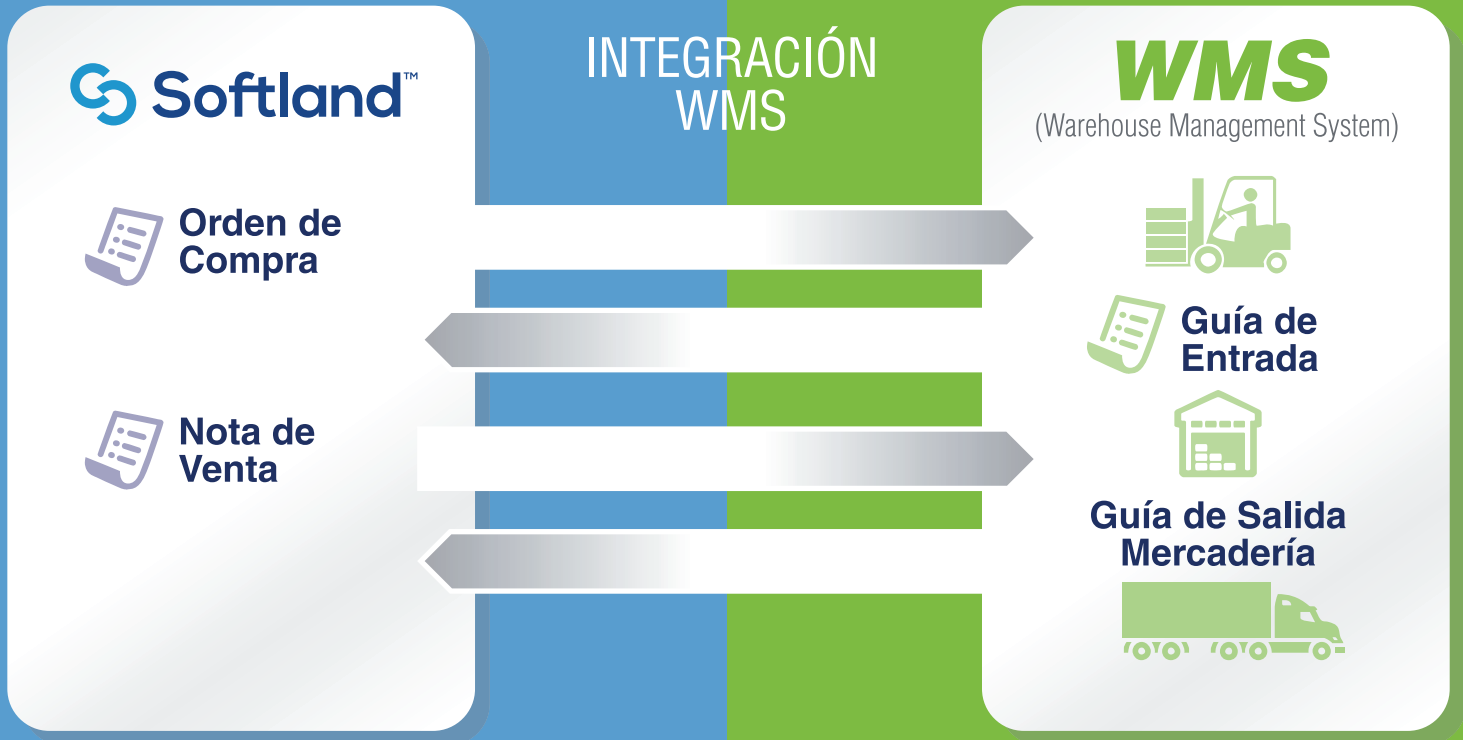 Softland™
Orden de
Compra
Nota de
Venta
INTEGRACIÓN
WMS
WMS
(Warehouse Management System)
Guía de
Entrada
Guía de Salida
Mercadería